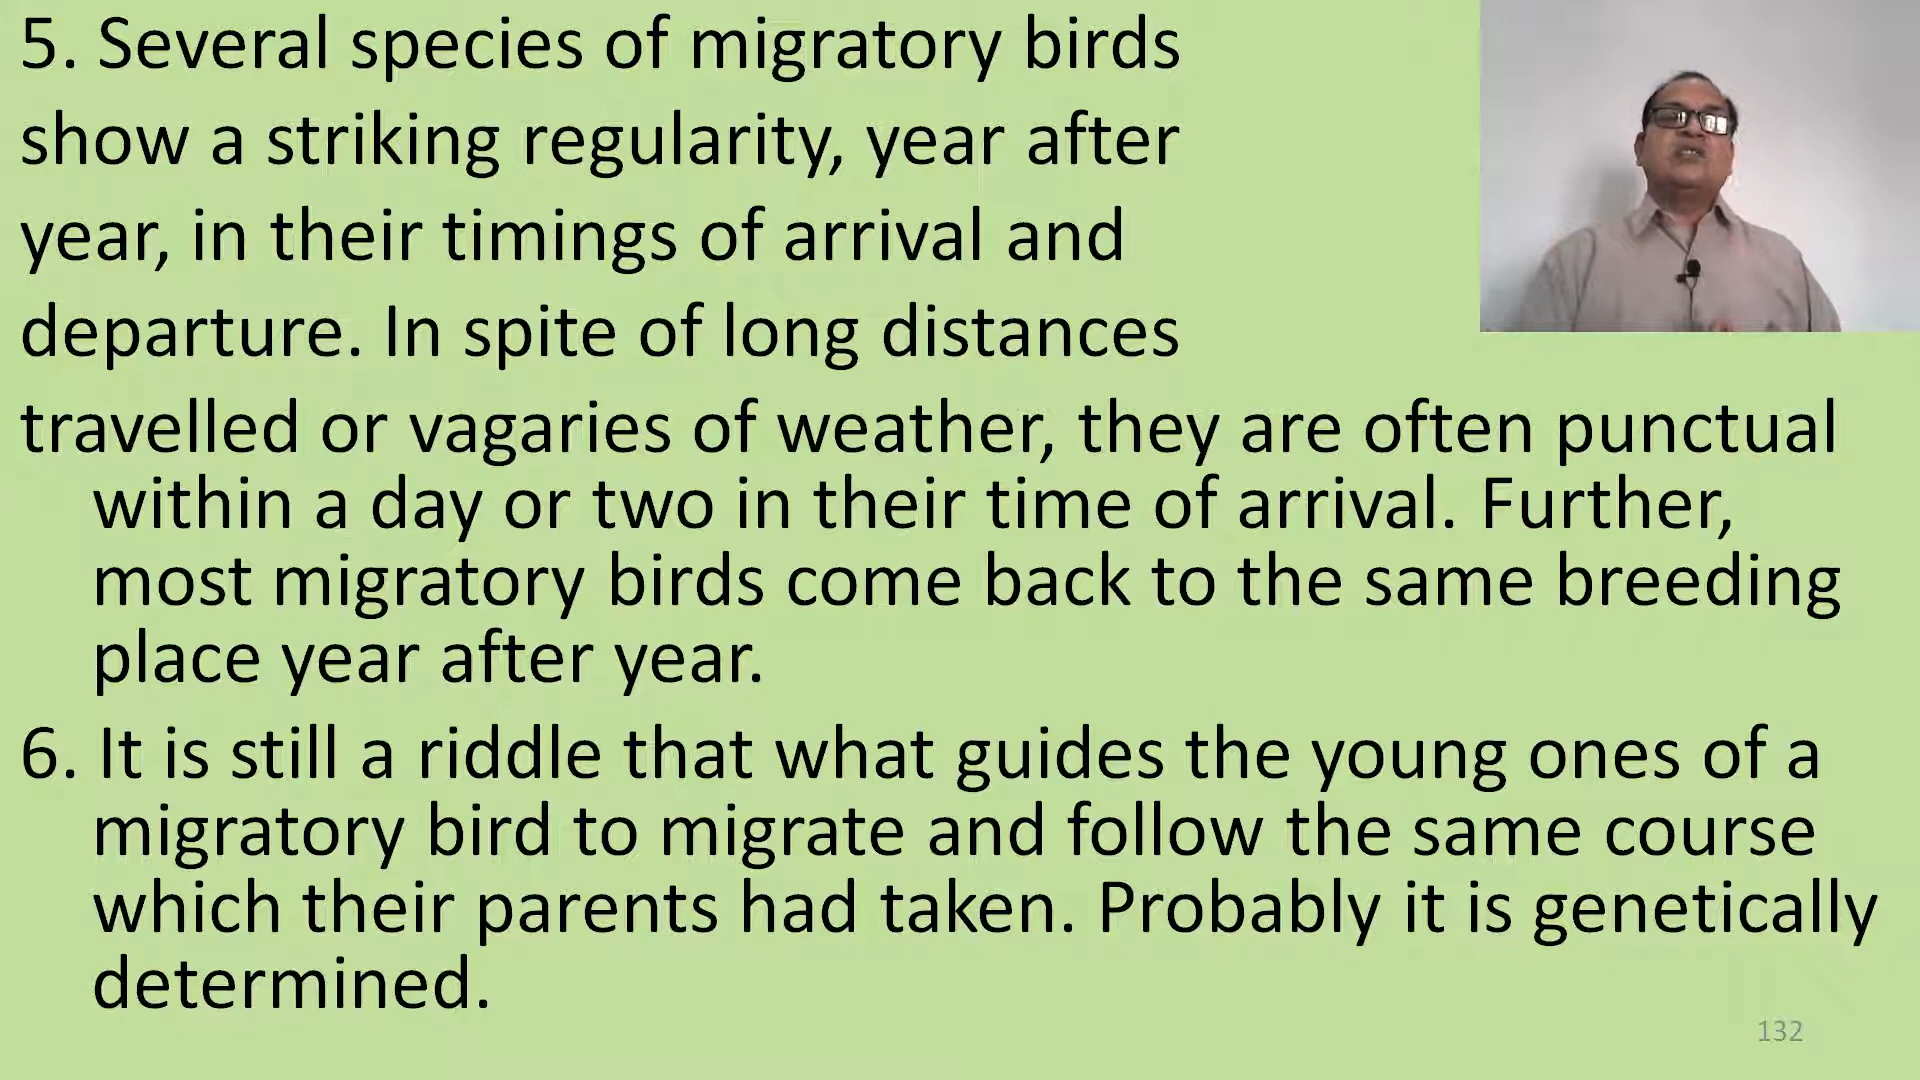 5. Several species of migratory birds
show a striking regularity, year after
year, in their timings of arrival and
departure. In spite of long distances
travelled or vagaries of weather, they are often punctual
within a day or two in their time of arrival. Further,
most migratory birds come back to the same breeding
place year after year.
6. It is still a riddle that what guides the young ones of a
migratory bird to migrate and follow the same course
which their parents had taken. Probably it is genetically
determined.
132